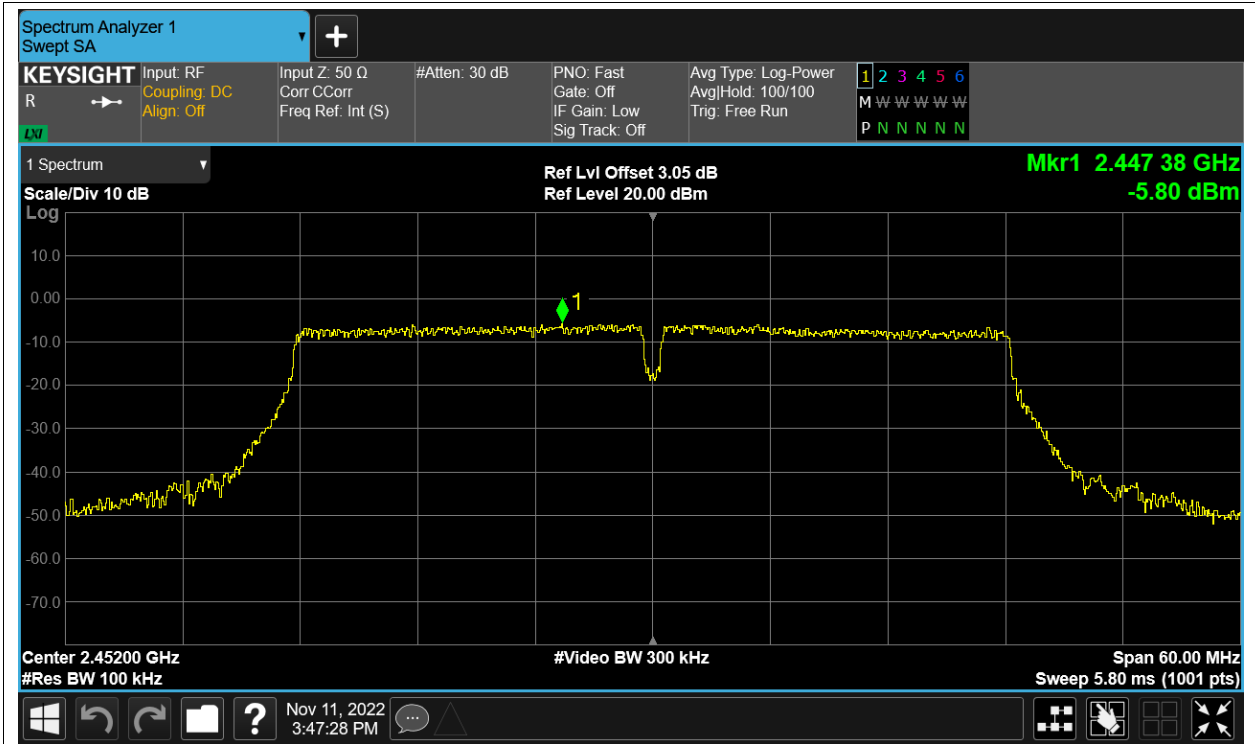 Spectrum Analyzer 1
Swept SA
+
KEYSIGHT
R
LXI
Input: RF
Coupling: DC
Align: Off
Input Z: 50 Ω
Corr CCorr
Freq Ref: Int (S)
#Atten: 30 dB
PNO: Fast
Gate: Off
IF Gain: Low
Sig Track: Off
Avg Type: Log-Power
Avg|Hold: 100/100
Trig: Free Run
1 2 3 4 5 6
M W W W W W
P N N N N N
1 Spectrum
Scale/Div 10 dB
Ref Lvl Offset 3.05 dB
Ref Level 20.00 dBm
Mkr1 2.447 38 GHz
-5.80 dBm
Log
10.0
0.00
-10.0
-20.0
-30.0
-40.0
-50.0
-60.0
-70.0
1
Center 2.45200 GHz
#Res BW 100 kHz
#Video BW 300 kHz
Span 60.00 MHz
Sweep 5.80 ms (1001 pts)
?
Nov 11, 2022
3:47:28 PM